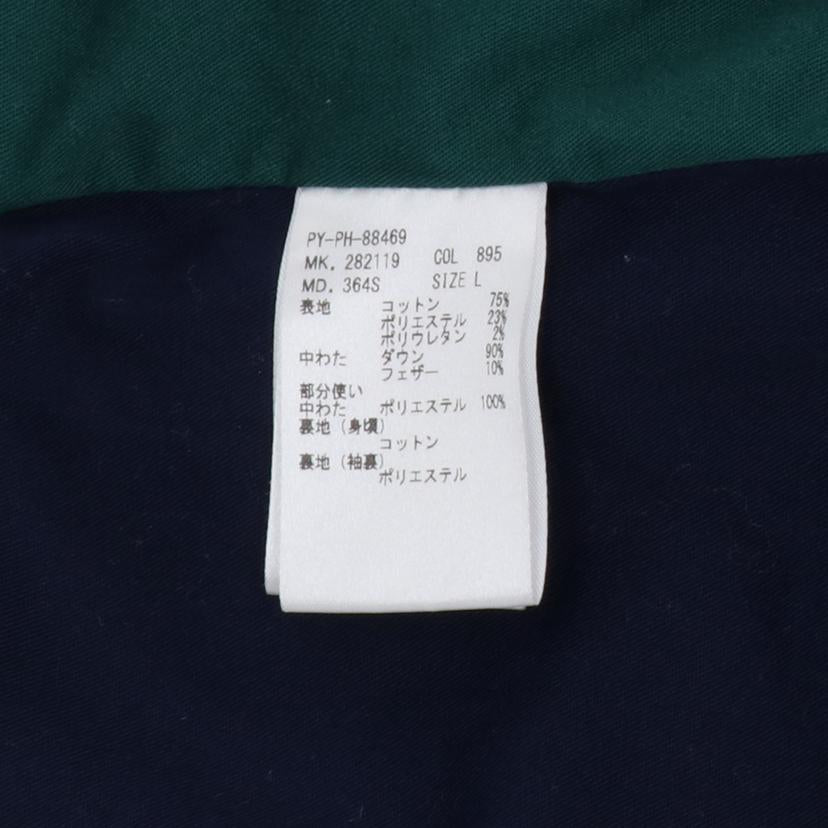 PY-PH-88469
MK. 282119 COL 895
MD. 364S SIZE L
表地 コットン 75%
ポリエステル 23%
ポリウレタン 2%
中わた ダウン 90%
フェザー 10%
部分使い
中わた ポリエステル 100%
裏地(身頃)
コットン
裏地(袖裏)
ポリエステル